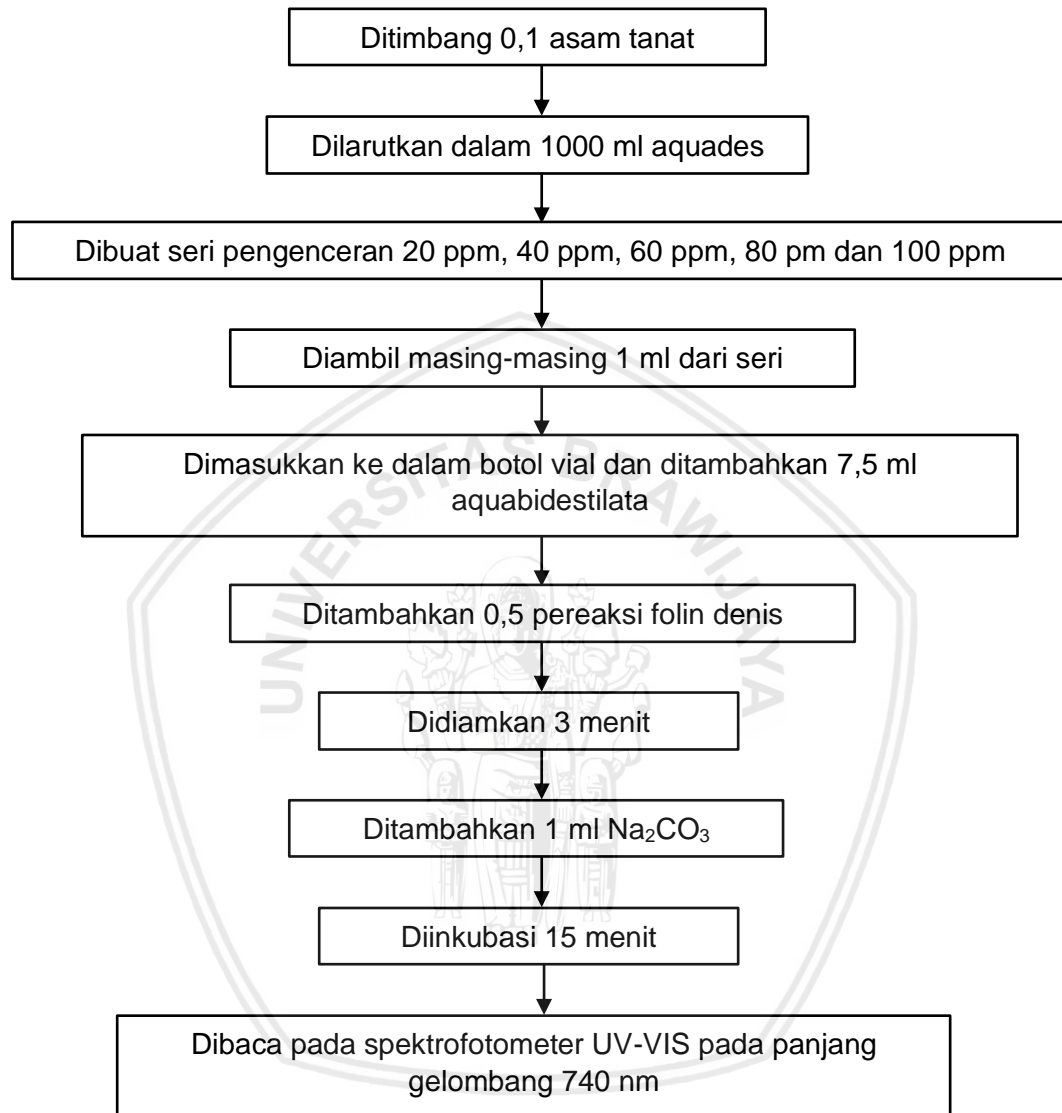 Ditimbang 0,1 asam tanat
Dilarutkan dalam 1000 ml aquades
Dibuat seri pengenceran 20 ppm, 40 ppm, 60 ppm, 80 pm dan 100 ppm
Diambil masing-masing 1 ml dari seri
Dimasukkan ke dalam botol vial dan ditambahkan 7,5 ml
aquabidestilata
UNIVERSITAS BRAWIJAYA
Ditambahkan 0,5 pereaksi folin denis
Didiamkan 3 menit
Ditambahkan 1 ml Na₂CO₃
Diinkubasi 15 menit
Dibaca pada spektrofotometer UV-VIS pada panjang
gelombang 740 nm